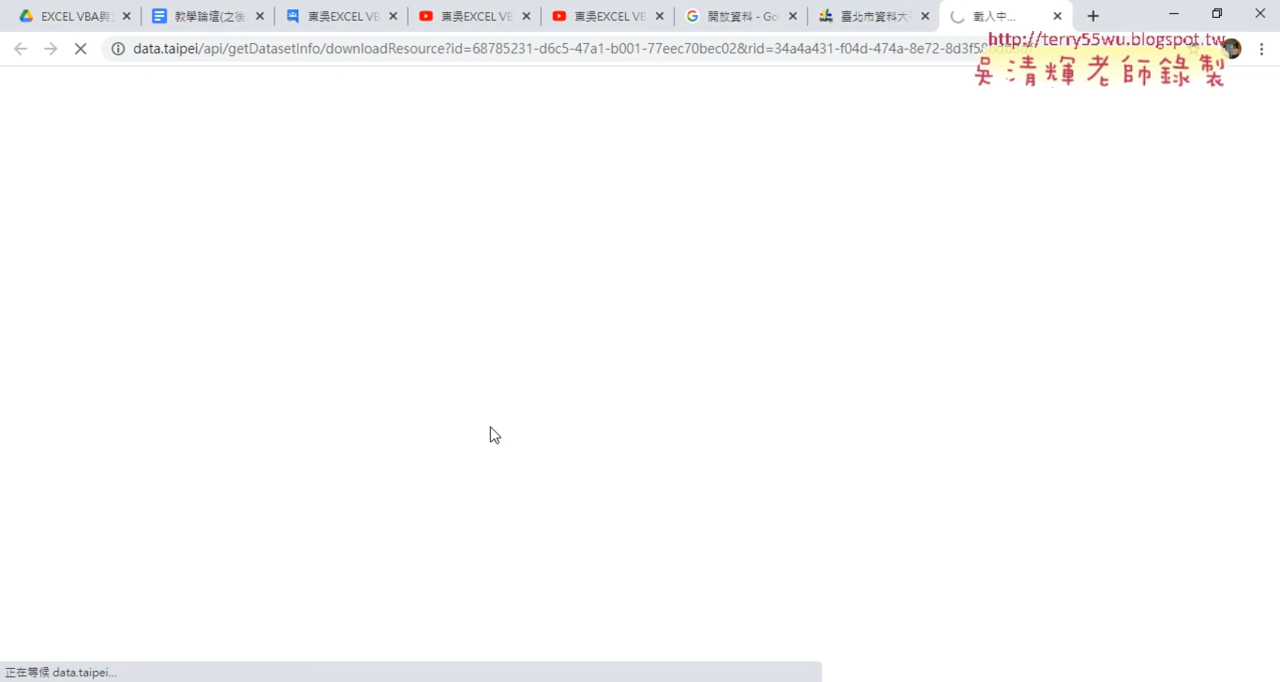 EXCEL VBA與
教學論壇(之後
東吳EXCEL VB
東吳EXCEL VB
東吳EXCEL VB
開放資料 - Go
臺北市資料大
載入中...
data.taipei/api/getDatasetInfo/downloadResource?id=68785231-d6c5-47a1-b001-77eec70bec02&rid=34a4a431-f04d-474a-8e72-8d3f5
http://terry55wu.blogspot.tw
吳清輝老師錄製
正在等候 data.taipei...